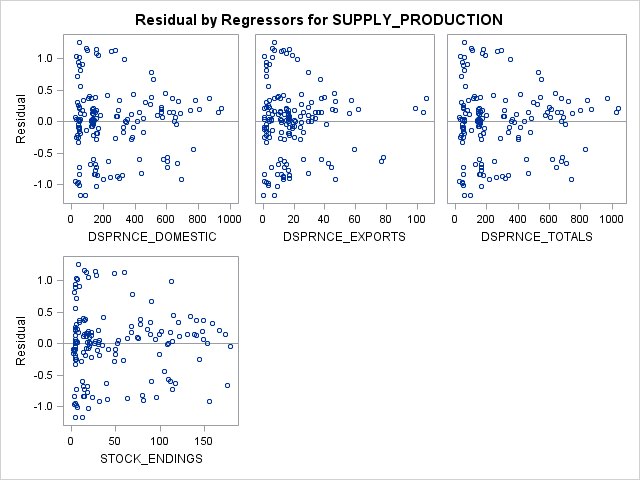 Residual by Regressors for SUPPLY_PRODUCTION
Residual
1.0
0.5
0.0
-0.5
-1.0
0 200 400 600 800 1000
DSPRNCE_DOMESTIC
0 20 40 60 80 100
DSPRNCE_EXPORTS
0 200 400 600 800 1000
DSPRNCE_TOTALS
Residual
1.0
0.5
0.0
-0.5
-1.0
0 50 100 150
STOCK_ENDINGS